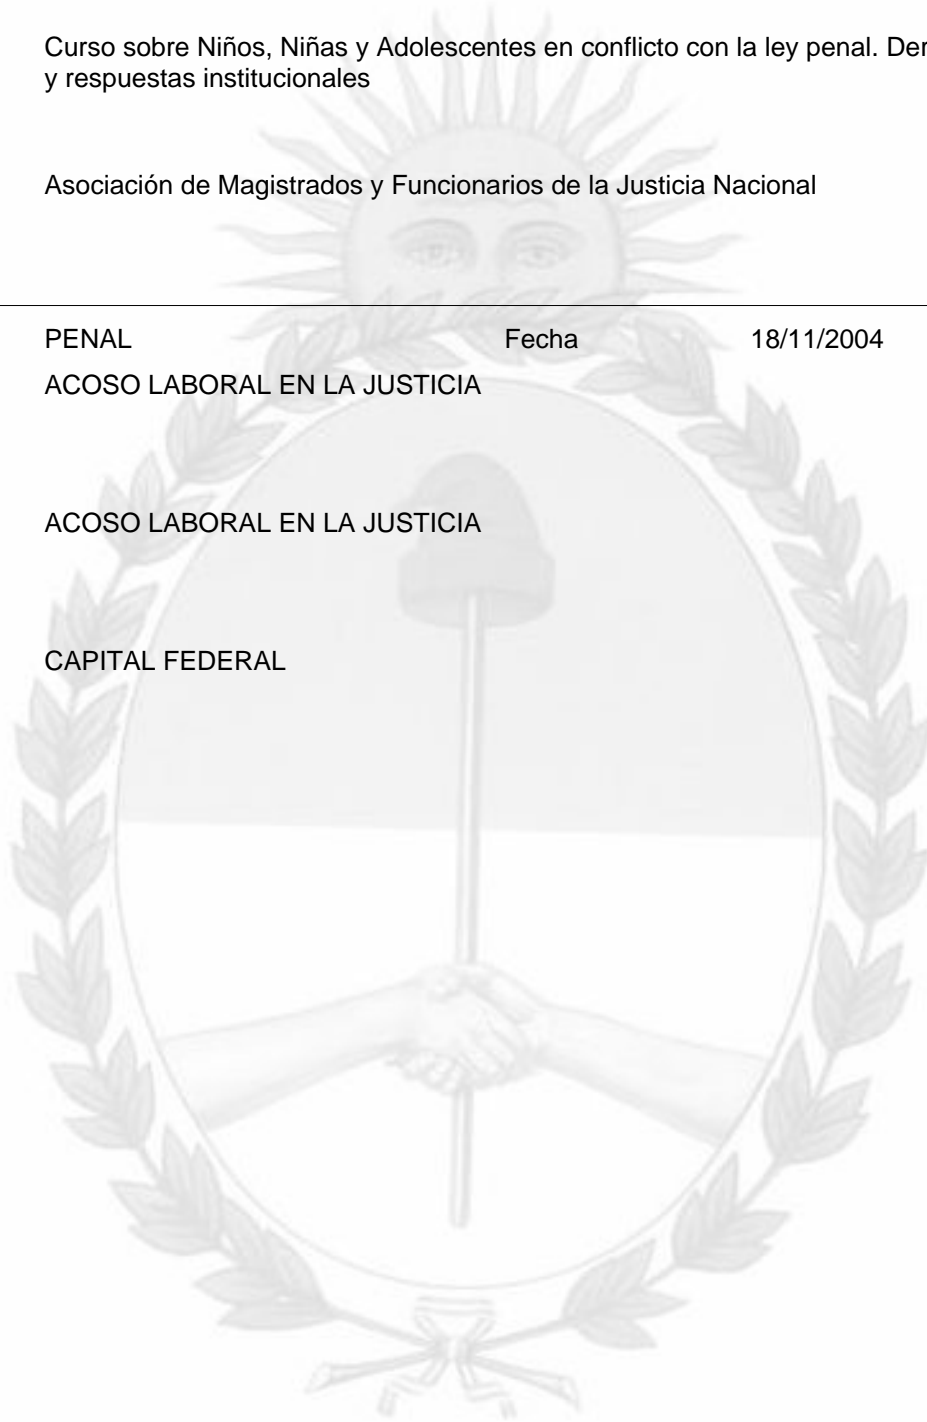 Curso sobre Niños, Niñas y Adolescentes en conflicto con la ley penal.
y respuestas institucionales
Asociación de Magistrados y Funcionarios de la Justicia Nacional
PENAL Fecha 18/11/2004
ACOSO LABORAL EN LA JUSTICIA
ACOSO LABORAL EN LA JUSTICIA
CAPITAL FEDERAL